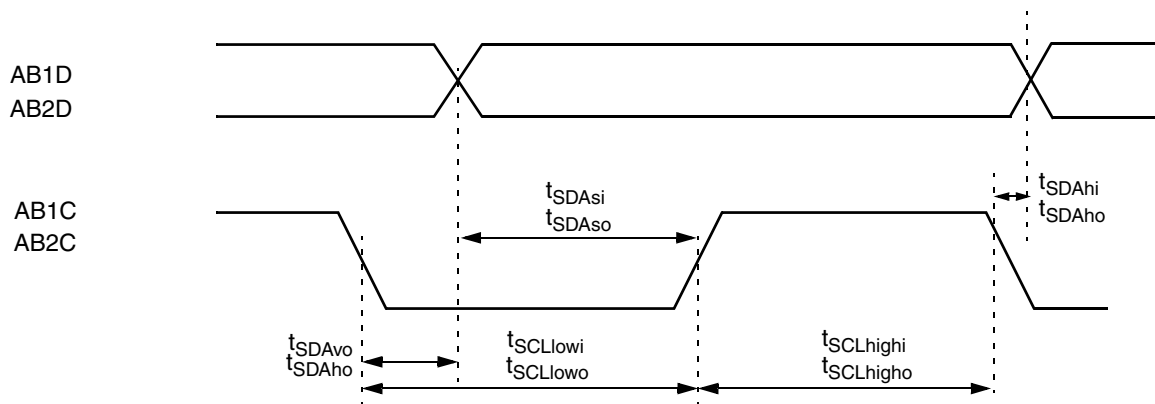 AB1D
AB2D
AB1C
AB2C
tSDAsi
tSDAso
tSDAhi
tSDAho
tSDAvo
tSDAho
tSCLlowi
tSCLlowo
tSCLhighi
tSCLhigho